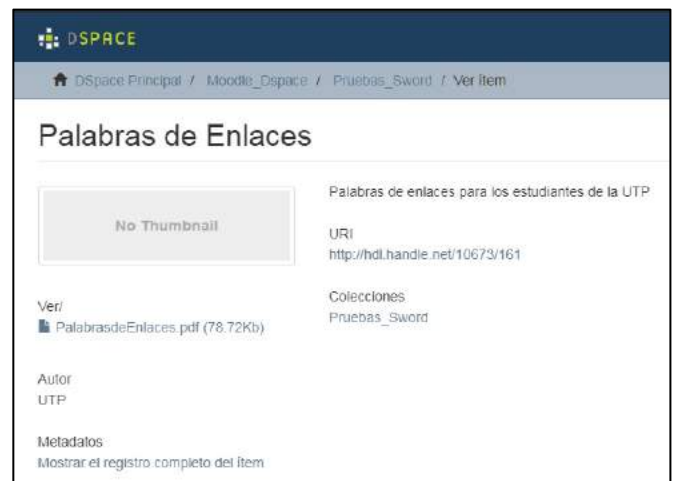 DSPACE
DSpace Principal / Moodle_Dspace / Pruebas_Sword / Ver ítem
Palabras de Enlaces
No Thumbnail
Palabras de enlaces para los estudiantes de la UTP
URI
http://hdl.handle.net/10673/161
Colecciones
Pruebas_Sword
Ver/
PalabrasdeEnlaces.pdf (78.72Kb)
Autor
UTP
Metadatos
Mostrar el registro completo del ítem